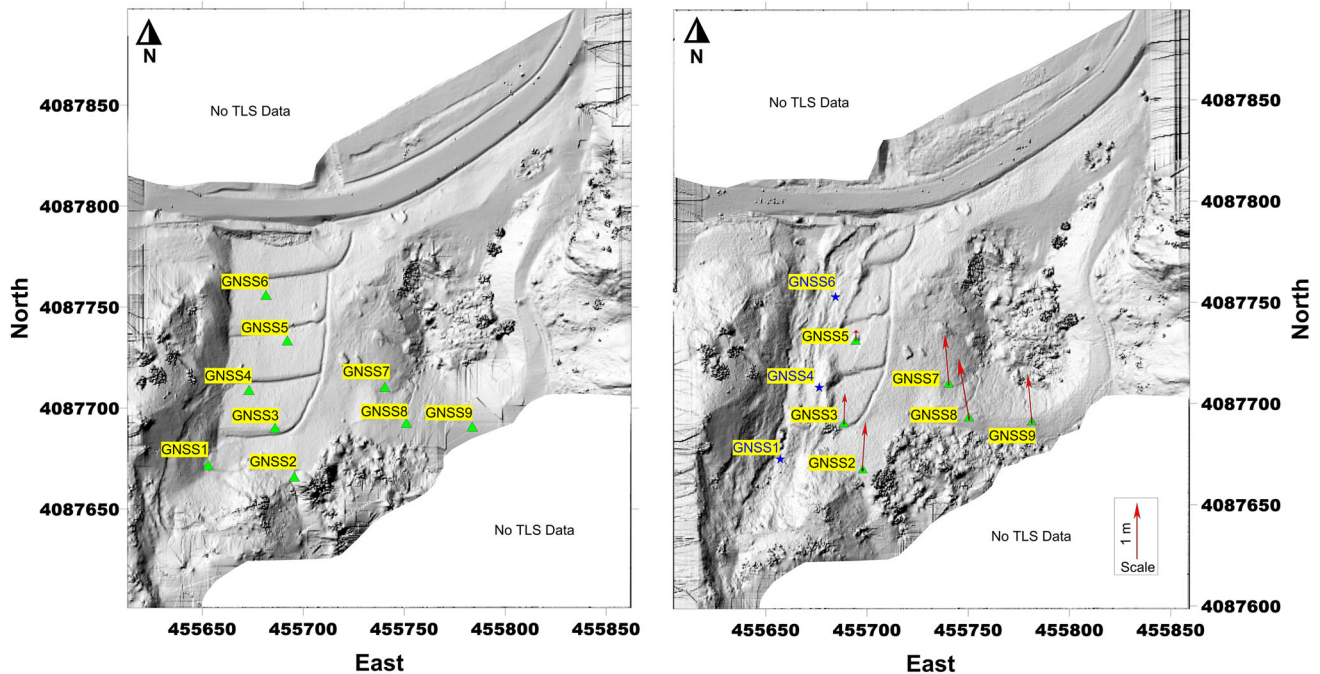 N
No TLS Data
4087850
4087800
4087750
4087700
4087650
North
GNSS6
GNSS5
GNSS4
GNSS7
GNSS3
GNSS8
GNSS9
GNSS1
GNSS2
No TLS Data
455650
455700
455750
455800
455850
East
N
No TLS Data
GNSS6
GNSS5
GNSS4
GNSS7
GNSS3
GNSS8
GNSS9
GNSS1
GNSS2
No TLS Data
1 m
Scale
4087850
4087800
4087750
4087700
4087650
4087600
North
455650
455700
455750
455800
455850
East